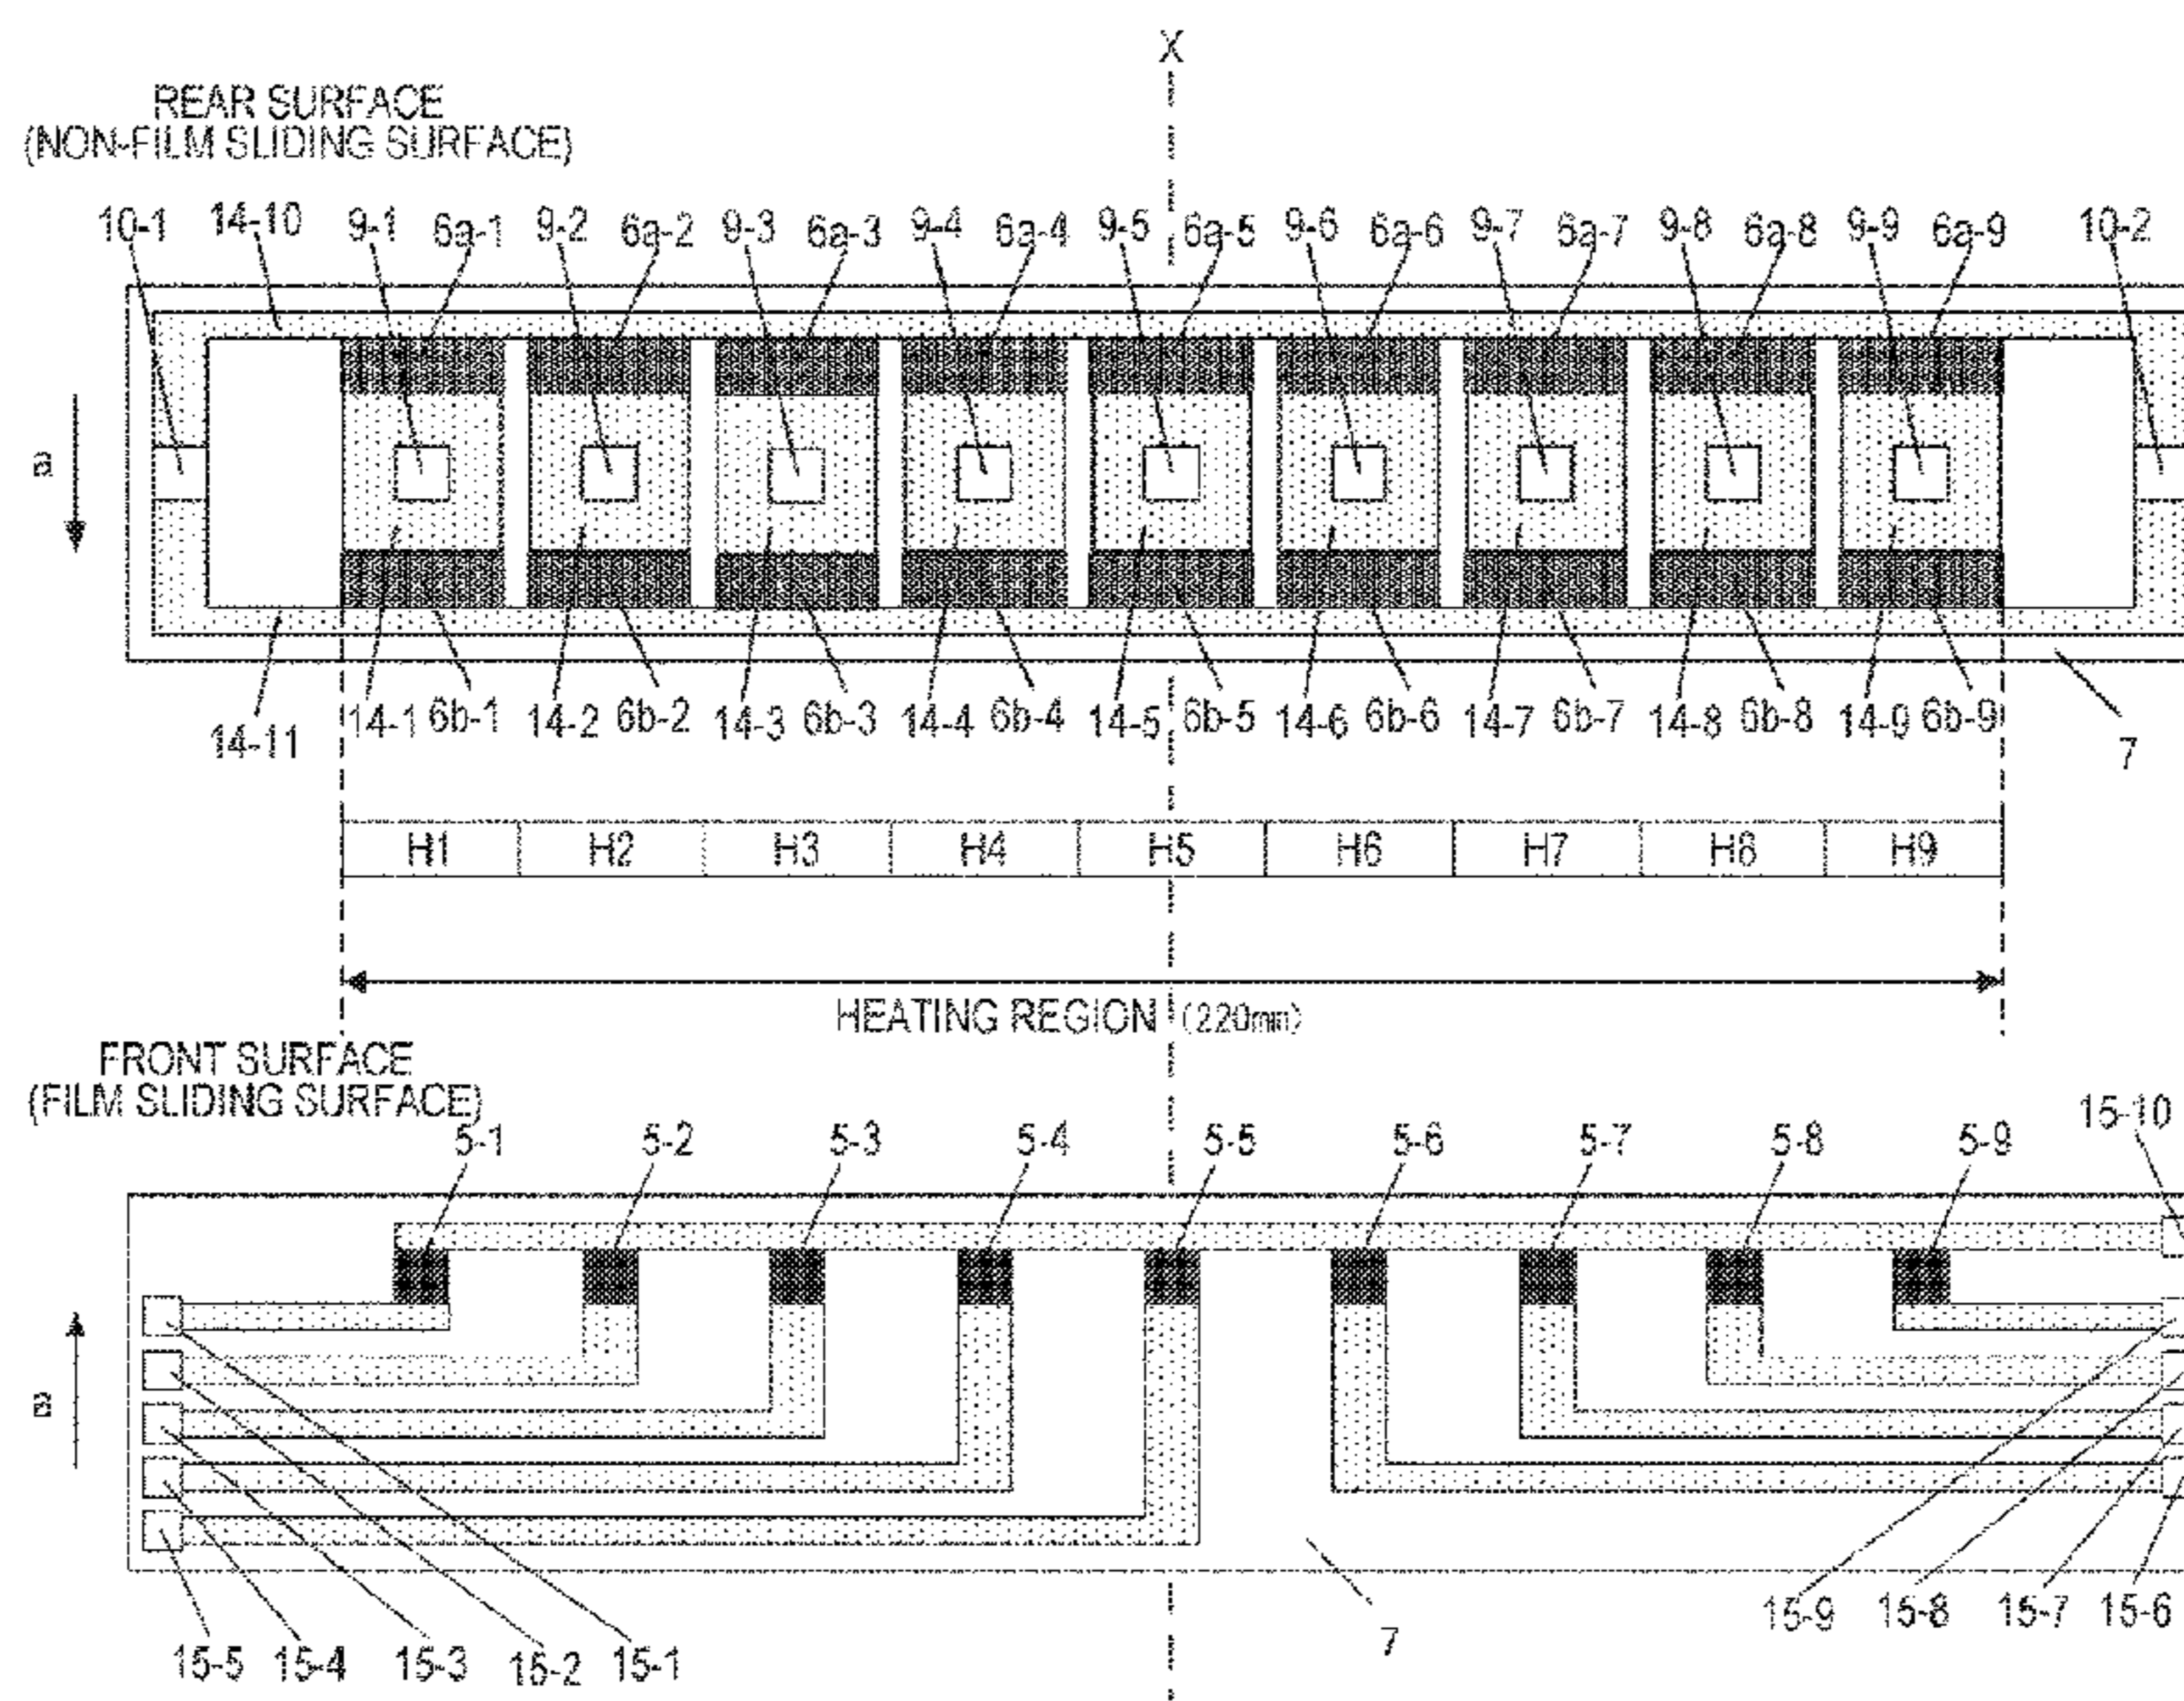 X
REAR SURFACE
(NON-FILM SLIDING SURFACE)
10-1 14-10 9-1 6a-1 9-2 6a-2 9-3 6a-3 9-4 6a-4 9-5 6a-5 9-6 6a-6 9-7 6a-7 9-8 6a-8 9-9 6a-9 10-2
B
14-11 14-1 6b-1 14-2 6b-2 14-3 6b-3 14-4 6b-4 14-5 6b-5 14-6 6b-6 14-7 6b-7 14-8 6b-8 14-9 6b-9 7
H1 H2 H3 H4 H5 H6 H7 H8 H9
HEATING REGION (220mm)
FRONT SURFACE
(FILM SLIDING SURFACE)
5-1 5-2 5-3 5-4 5-5 5-6 5-7 5-8 5-9 15-10
B
15-5 15-4 15-3 15-2 15-1 7 15-9 15-8 15-7 15-6